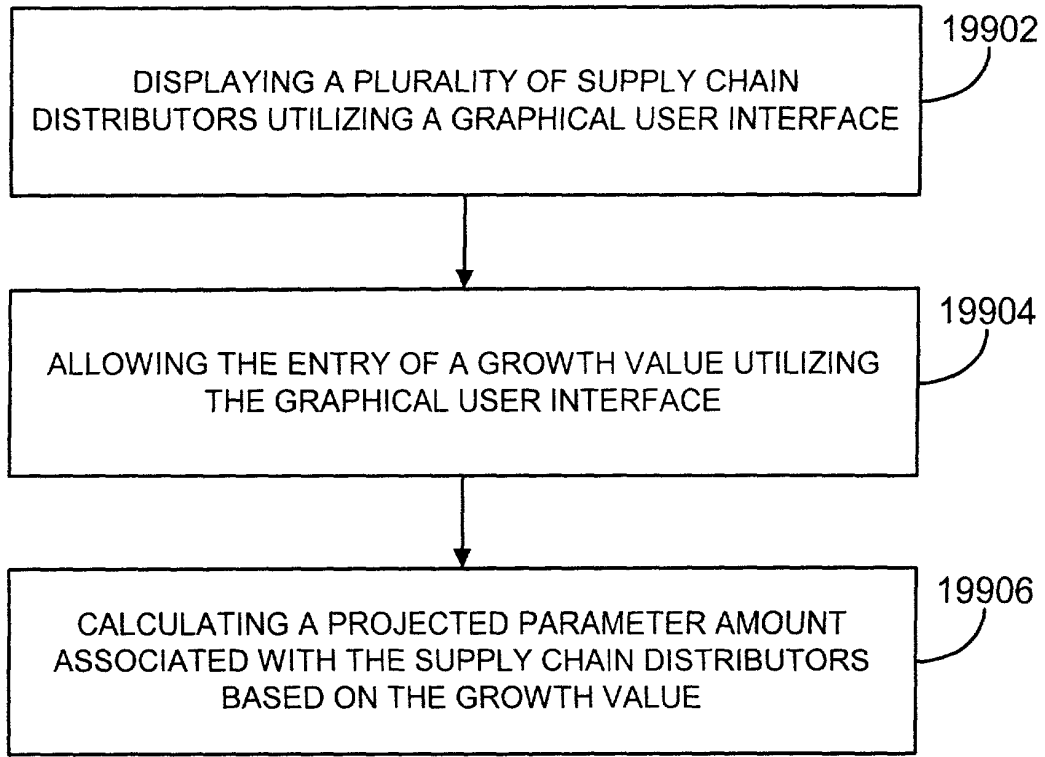 19902
DISPLAYING A PLURALITY OF SUPPLY CHAIN
DISTRIBUTORS UTILIZING A GRAPHICAL USER INTERFACE
19904
ALLOWING THE ENTRY OF A GROWTH VALUE UTILIZING
THE GRAPHICAL USER INTERFACE
19906
CALCULATING A PROJECTED PARAMETER AMOUNT
ASSOCIATED WITH THE SUPPLY CHAIN DISTRIBUTORS
BASED ON THE GROWTH VALUE